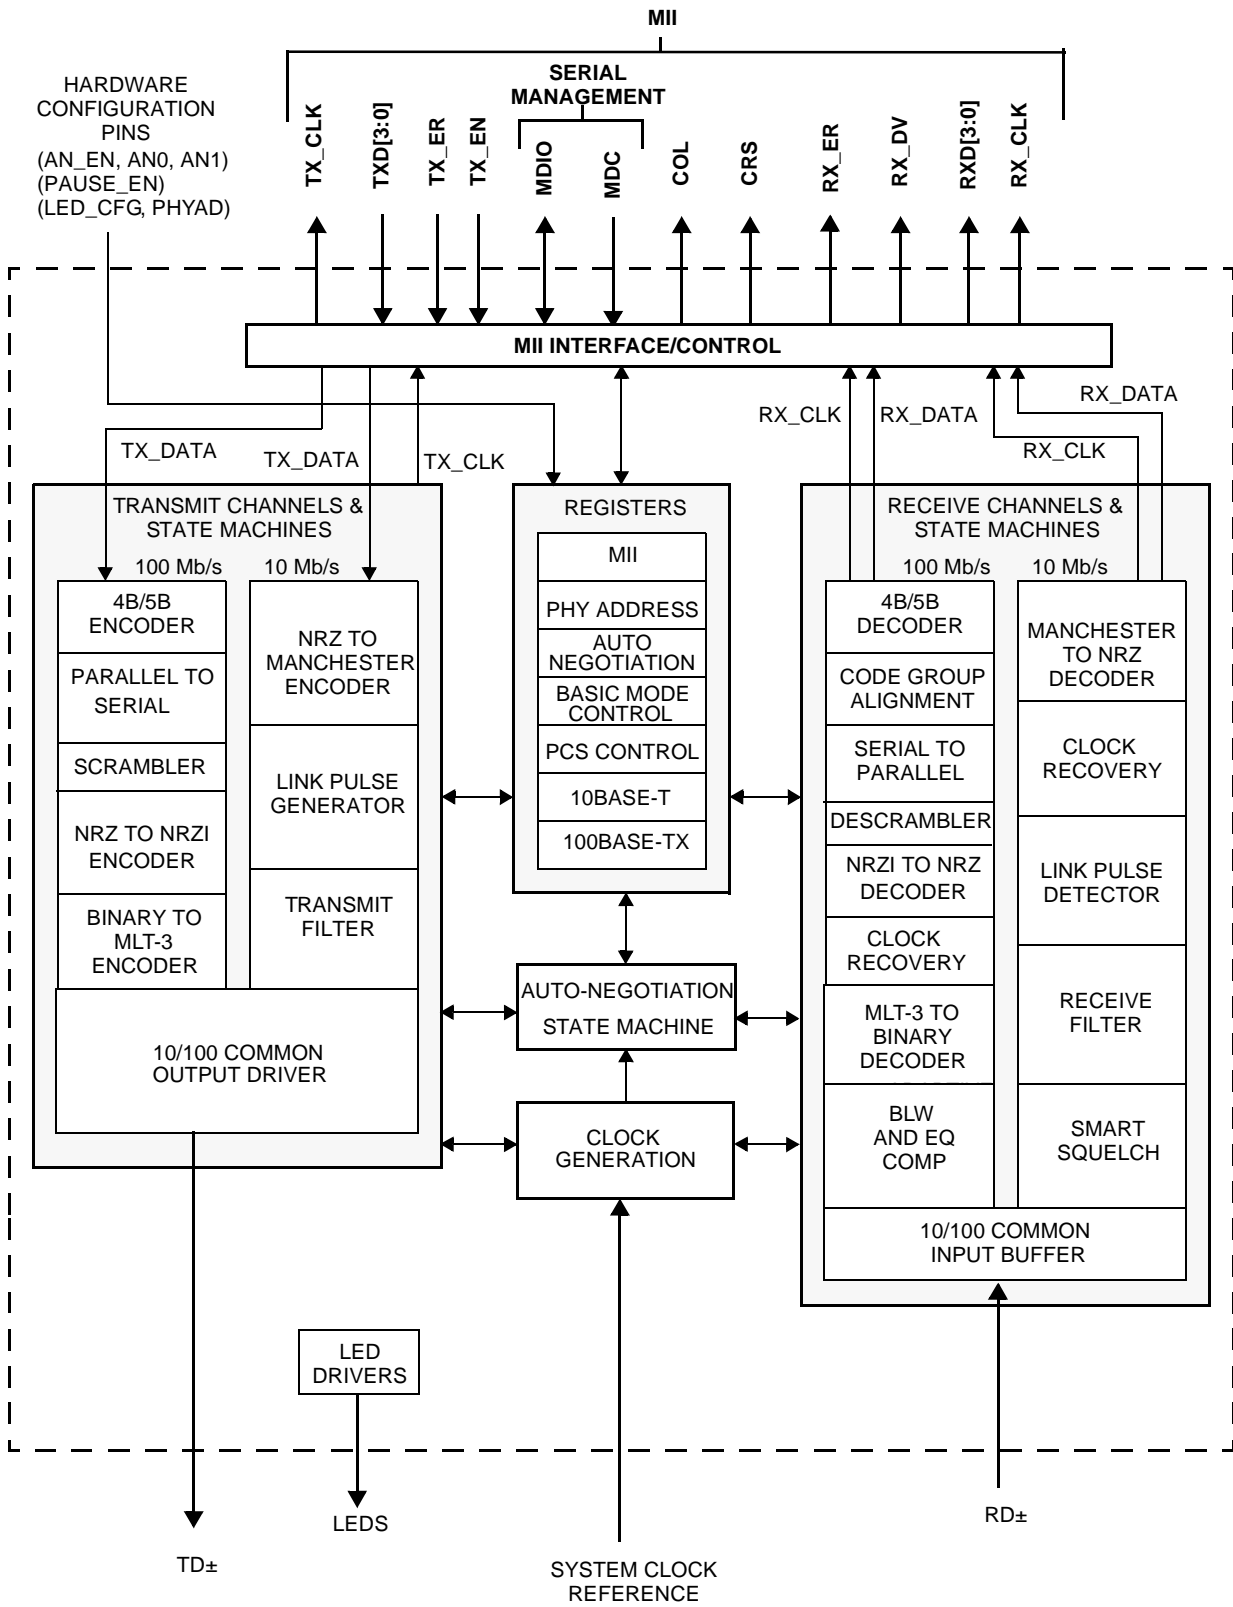 MII
HARDWARE
CONFIGURATION
PINS
(AN_EN, AN0, AN1)
(PAUSE_EN)
(LED_CFG, PHYAD)
SERIAL
MANAGEMENT
TX_CLK
TXD[3:0]
TX_ER
TX_EN
MDIO
MDC
COL
CRS
RX_ER
RX_DV
RXD[3:0]
RX_CLK
MII INTERFACE/CONTROL
TX_DATA
TX_DATA
TX_CLK
RX_CLK
RX_DATA
RX_CLK
RX_DATA
TRANSMIT CHANNELS &
STATE MACHINES
100 Mb/s
10 Mb/s
4B/5B
ENCODER
PARALLEL TO
SERIAL
SCRAMBLER
NRZ TO NRZI
ENCODER
BINARY TO
MLT-3
ENCODER
NRZ TO
MANCHESTER
ENCODER
LINK PULSE
GENERATOR
TRANSMIT
FILTER
10/100 COMMON
OUTPUT DRIVER
REGISTERS
MII
PHY ADDRESS
AUTO
NEGOTIATION
BASIC MODE
CONTROL
PCS CONTROL
10BASE-T
100BASE-TX
AUTO-NEGOTIATION
STATE MACHINE
CLOCK
GENERATION
RECEIVE CHANNELS &
STATE MACHINES
100 Mb/s
10 Mb/s
4B/5B
DECODER
CODE GROUP
ALIGNMENT
SERIAL TO
PARALLEL
DESCRAMBLER
NRZI TO NRZ
DECODER
CLOCK
RECOVERY
MLT-3 TO
BINARY
DECODER
BLW
AND EQ
COMP
MANCHESTER
TO NRZ
DECODER
CLOCK
RECOVERY
LINK PULSE
DETECTOR
RECEIVE
FILTER
SMART
SQUELCH
10/100 COMMON
INPUT BUFFER
LED
DRIVERS
LEDS
TD±
SYSTEM CLOCK
REFERENCE
RD±